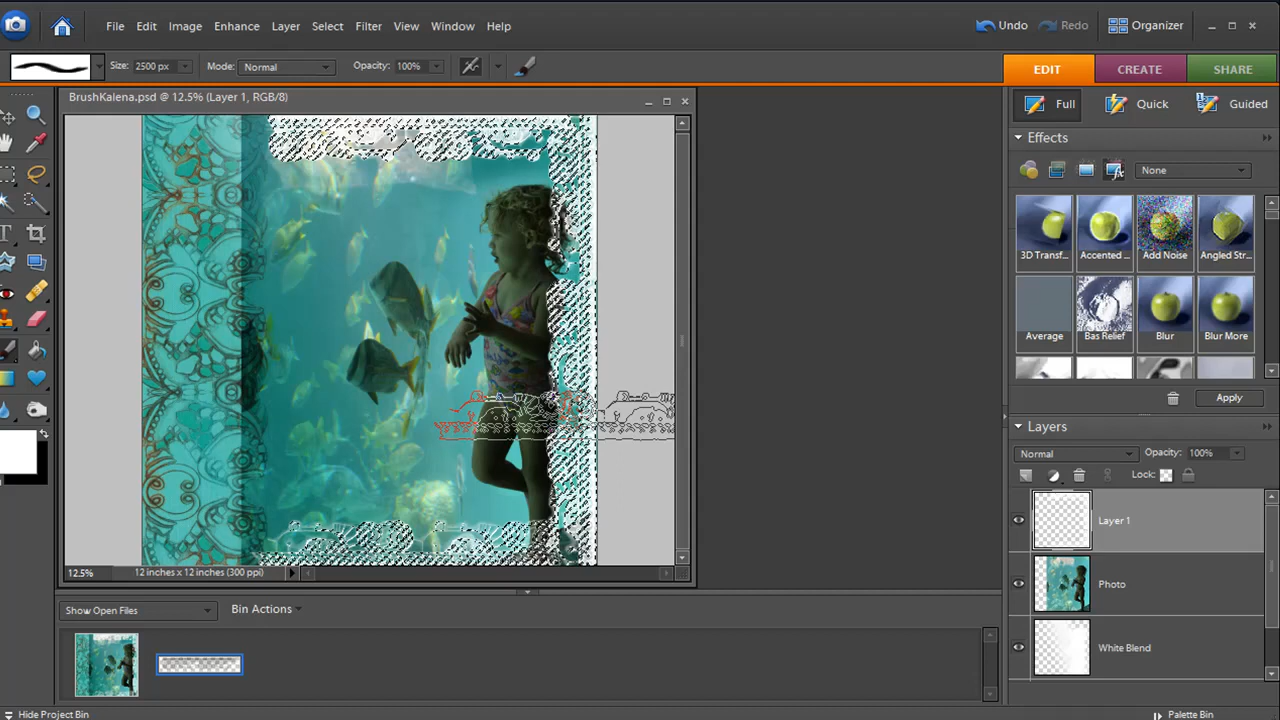 File Edit Image Enhance Layer Select Filter View Window Help Undo Redo Organizer
Size: 2500 px Mode: Normal Opacity: 100% EDIT CREATE SHARE
BrushKalena.psd @ 12.5% (Layer 1, RGB/8)
Full Quick Guided
Effects
None
3D Transf... Accented ... Add Noise Angled Str...
Average Bas Relief Blur Blur More
Apply
Layers
Normal Opacity: 100%
Lock:
Layer 1
Photo
White Blend
12.5% 12 inches x 12 inches (300 ppi)
Show Open Files Bin Actions
Hide Project Bin Palette Bin